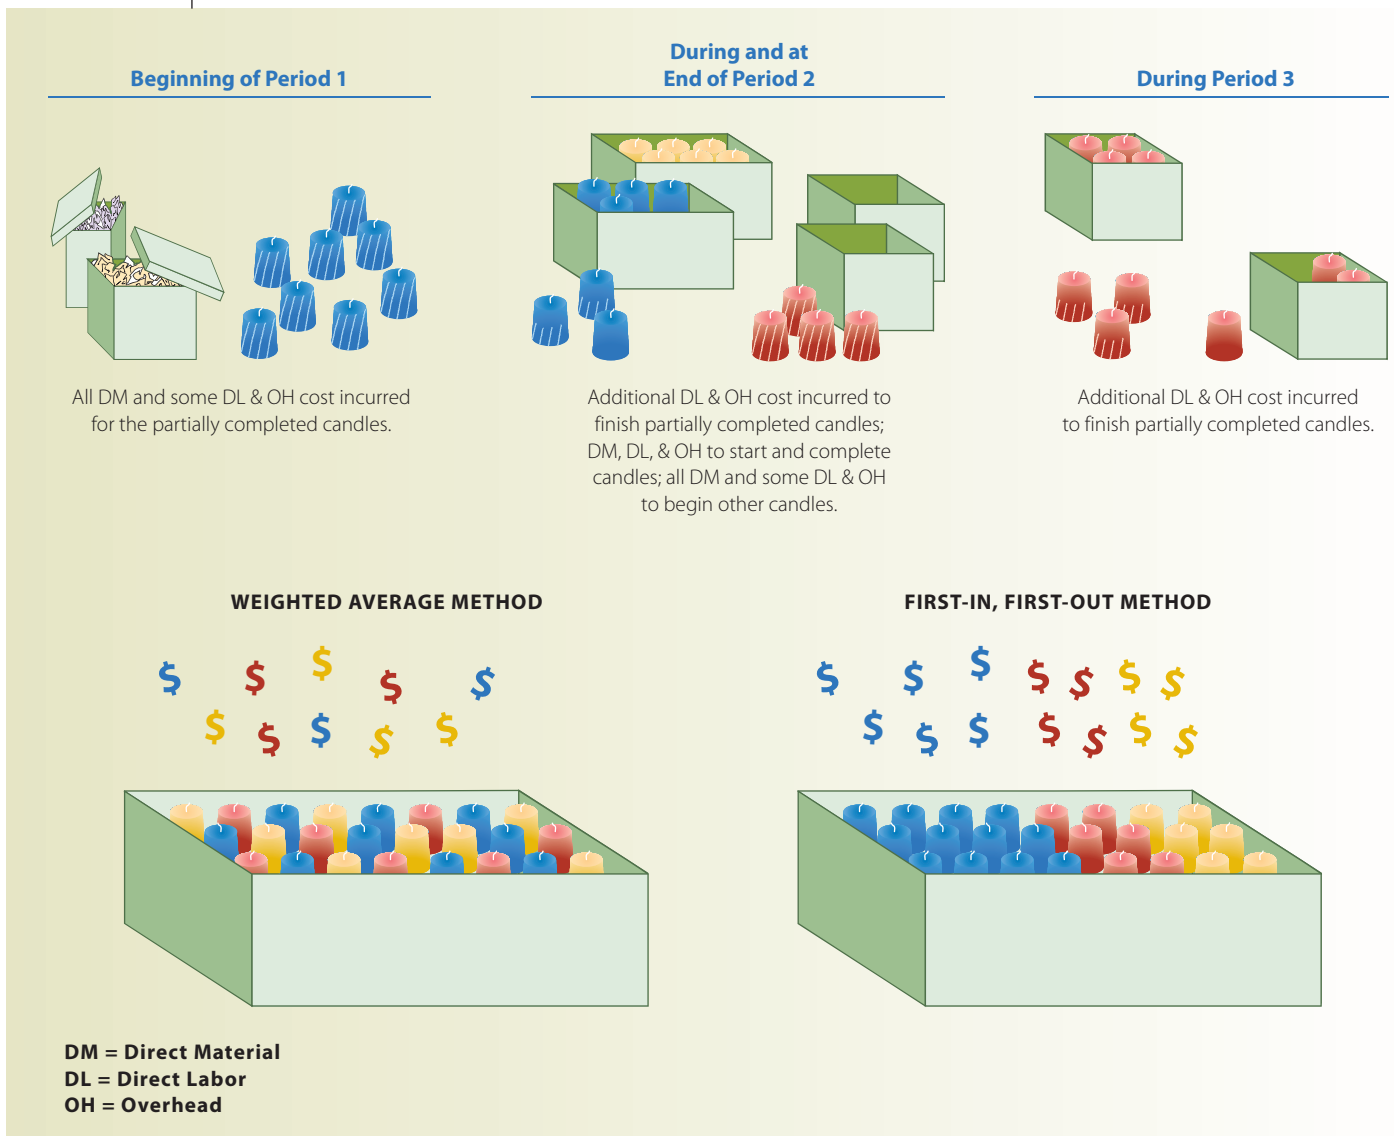 Beginning of Period 1
During and at
End of Period 2
During Period 3
All DM and some DL & OH cost incurred
for the partially completed candles.
Additional DL & OH cost incurred to
finish partially completed candles;
DM, DL, & OH to start and complete
candles; all DM and some DL & OH
to begin other candles.
Additional DL & OH cost incurred
to finish partially completed candles.
WEIGHTED AVERAGE METHOD
FIRST-IN, FIRST-OUT METHOD
$ $ $ $ $
$ $ $ $ $
$ $ $ $ $ $ $
$ $ $ $ $ $ $
DM = Direct Material
DL = Direct Labor
OH = Overhead